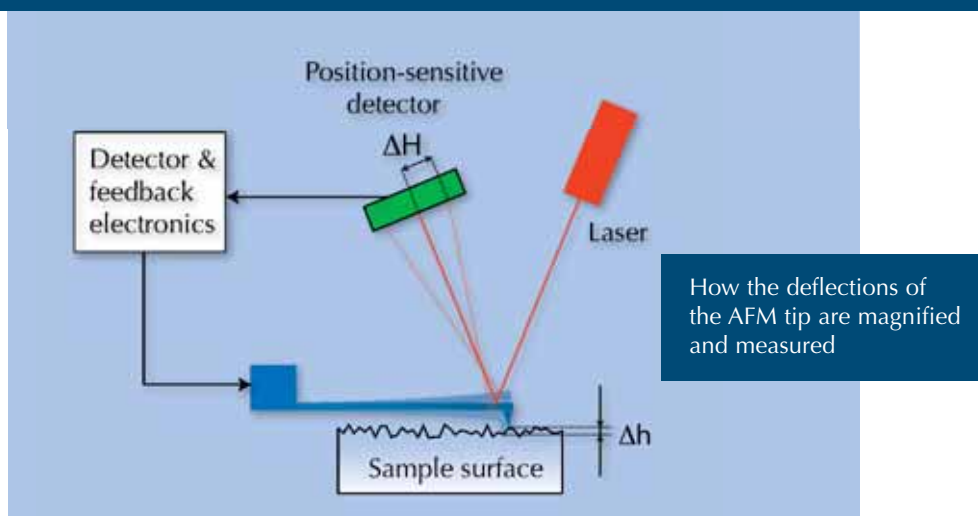 Position-sensitive
detector
ΔH
Detector &
feedback
electronics
Laser
How the deflections of
the AFM tip are magnified
and measured
Δh
Sample surface